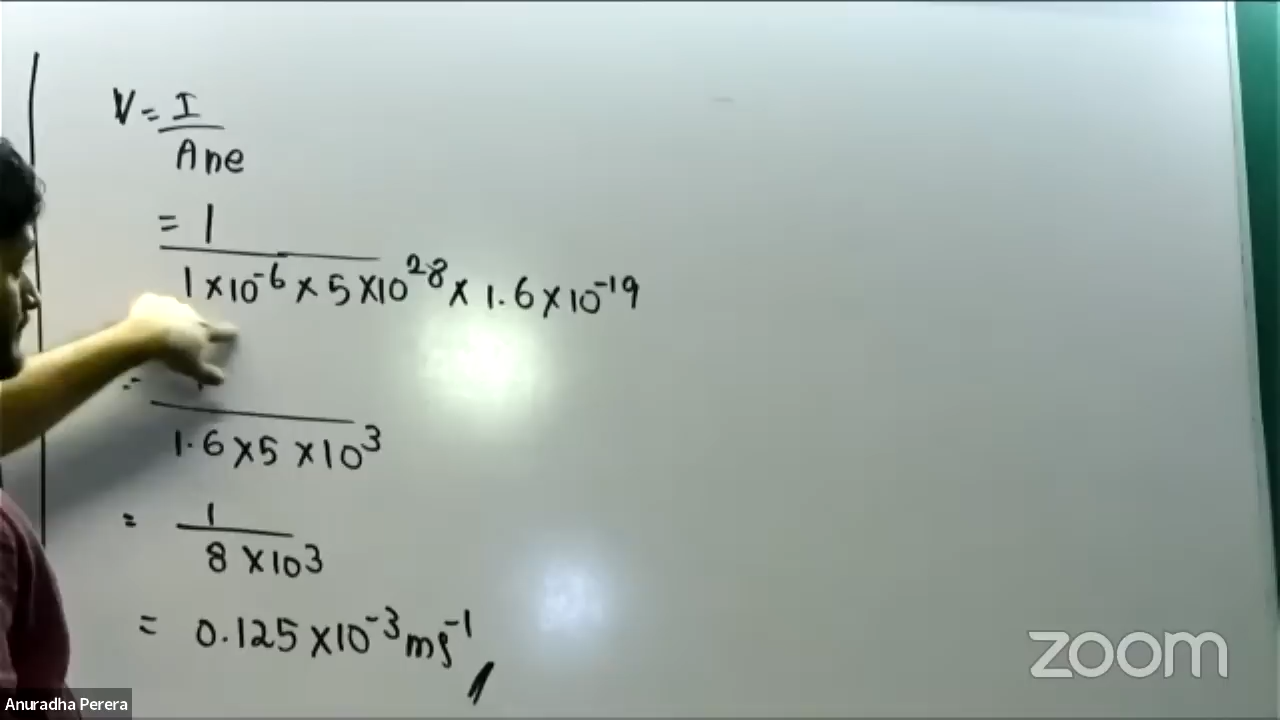 V = I
Ane
= 1
1 × 10⁻⁶ × 5 × 10²⁸ × 1.6 × 10⁻¹⁹
=
1.6 × 5 × 10³
= 1
8 × 10³
= 0.125 × 10⁻³ ms⁻¹
zoom
Anuradha Perera